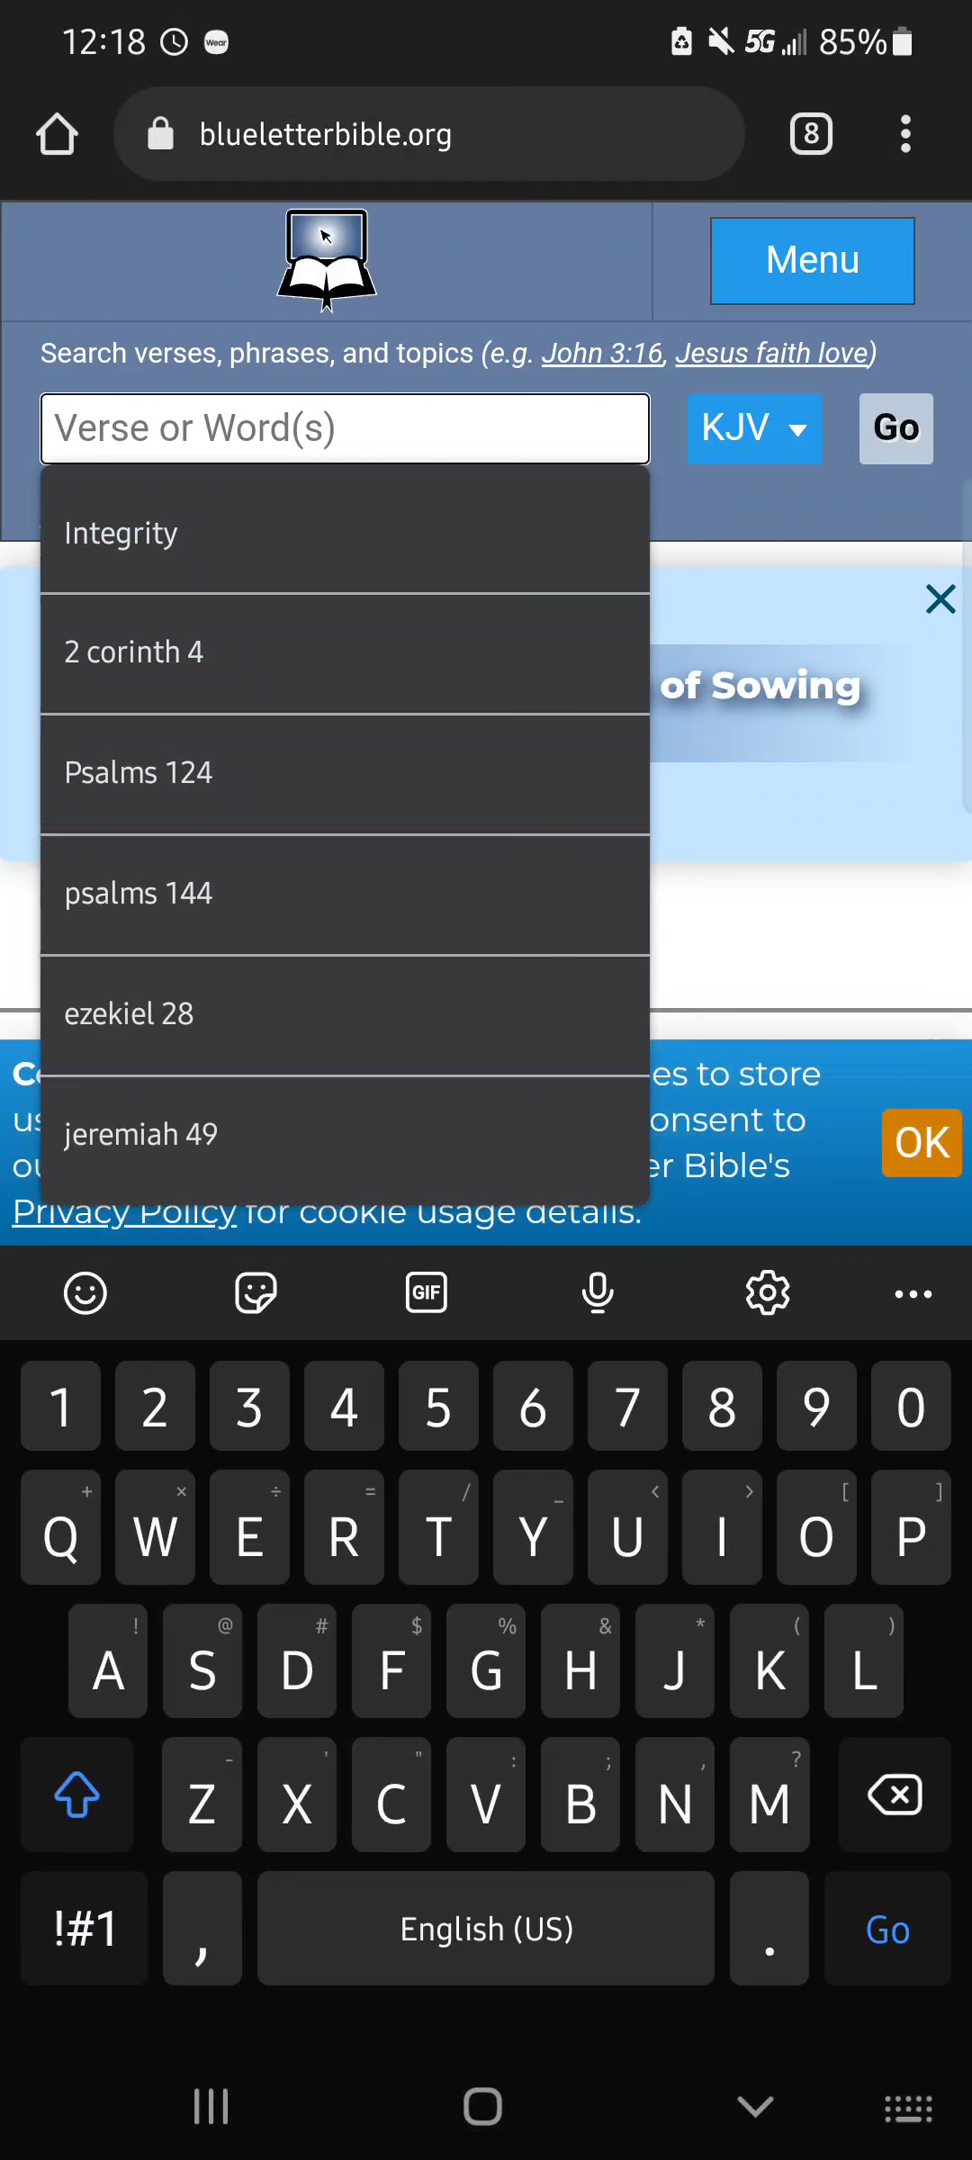 12:18 Wear 5G 85%
blueletterbible.org 8
Menu
Search verses, phrases, and topics (e.g. John 3:16, Jesus faith love)
Verse or Word(s) KJV Go
Integrity
2 corinth 4
of Sowing
Psalms 124
psalms 144
ezekiel 28
es to store
jeremiah 49
onsent to
OK
er Bible's
Privacy Policy for cookie usage details.
GIF
1 2 3 4 5 6 7 8 9 0
+ × ÷ = / _ < > [ ]
Q W E R T Y U I O P
! @ # $ % & * ( )
A S D F G H J K L
- ' " : ; , ?
Z X C V B N M
!#1 , English (US) . Go